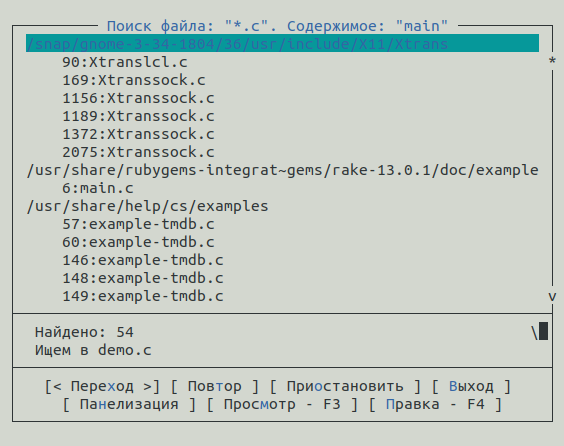 Поиск файла: "*.c". Содержимое: "main"
/snap/gnome-3-34-1804/36/usr/include/X11/Xtrans
90:Xtranslcl.c
169:Xtranssock.c
1156:Xtranssock.c
1189:Xtranssock.c
1372:Xtranssock.c
2075:Xtranssock.c
/usr/share/rubygems-integrat~gems/rake-13.0.1/doc/example
6:main.c
/usr/share/help/cs/examples
57:example-tmdb.c
60:example-tmdb.c
146:example-tmdb.c
148:example-tmdb.c
149:example-tmdb.c
Найдено: 54 \
Ищем в demo.c
[< Переход >] [ Повтор ] [ Приостановить ] [ Выход ]
[ Панелизация ] [ Просмотр - F3 ] [ Правка - F4 ]